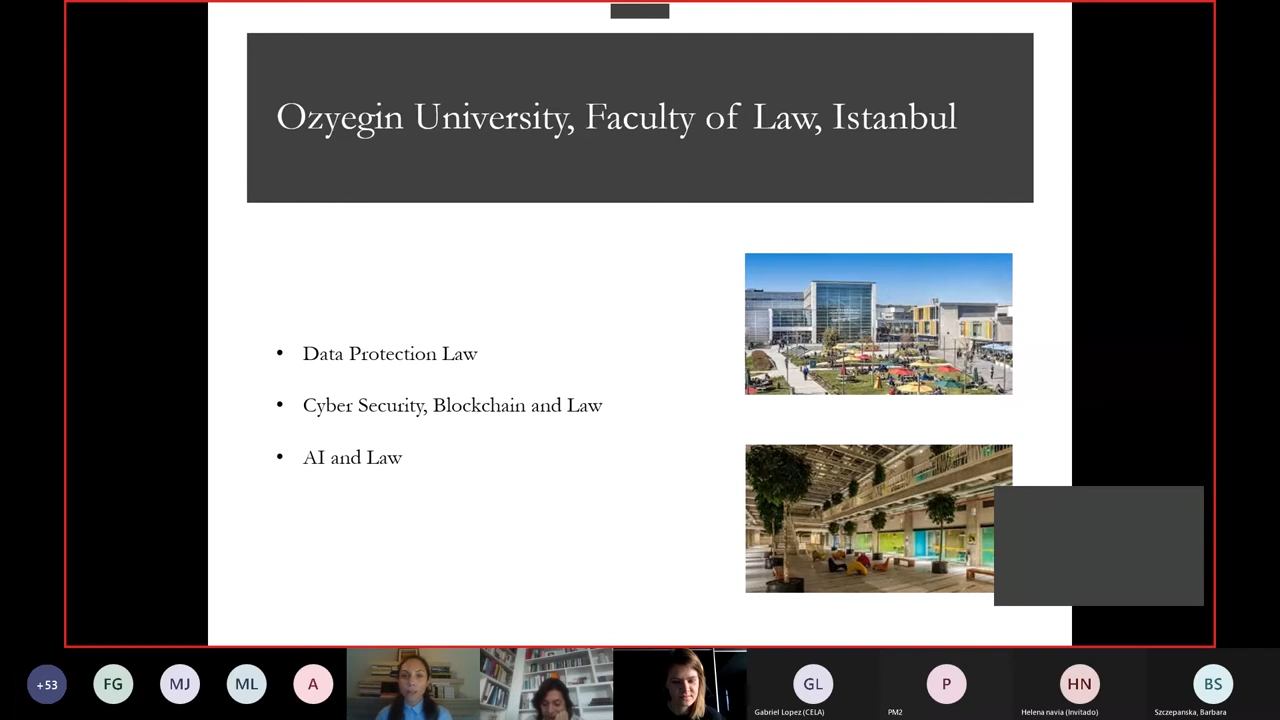 Ozyegin University, Faculty of Law, Istanbul
• Data Protection Law
• Cyber Security, Blockchain and Law
• AI and Law
+53
FG
MJ
ML
A
GL
P
HN
BS
Gabriel Lopez (CELA)
PM2
Helena navia (Invitado)
Szczepanska, Barbara